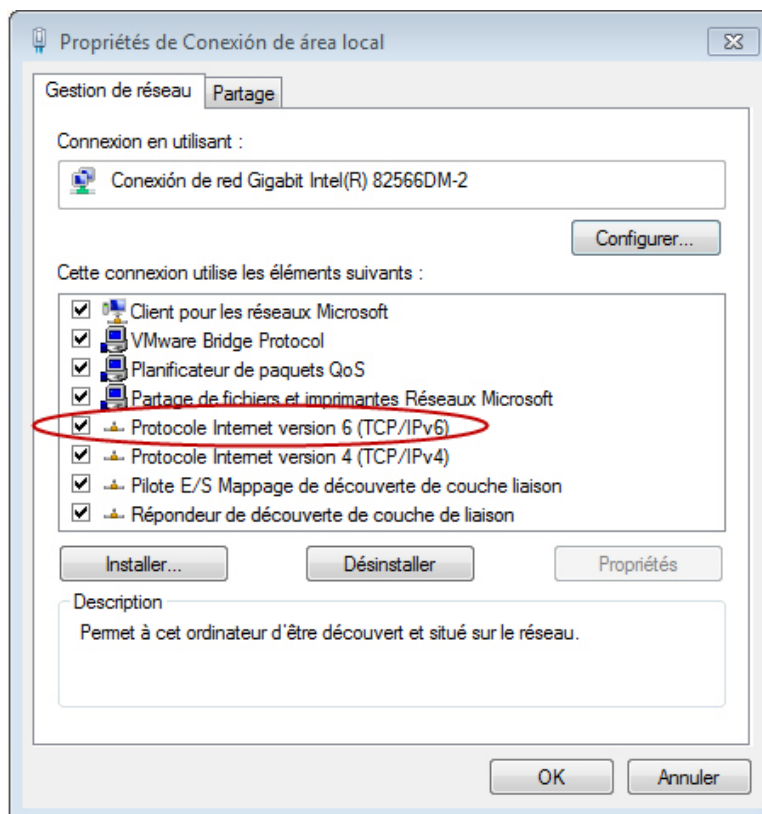 Propriétés de Conexión de área local
Gestion de réseau
Partage
Connexion en utilisant :
Conexión de red Gigabit Intel(R) 82566DM-2
Configurer...
Cette connexion utilise les éléments suivants :
Client pour les réseaux Microsoft
VMware Bridge Protocol
Planificateur de paquets QoS
Partage de fichiers et imprimantes Réseaux Microsoft
Protocole Internet version 6 (TCP/IPv6)
Protocole Internet version 4 (TCP/IPv4)
Pilote E/S Mappage de découverte de couche liaison
Répondeur de découverte de couche de liaison
Installer...
Désinstaller
Propriétés
Description
Permet à cet ordinateur d'être découvert et situé sur le réseau.
OK
Annuler